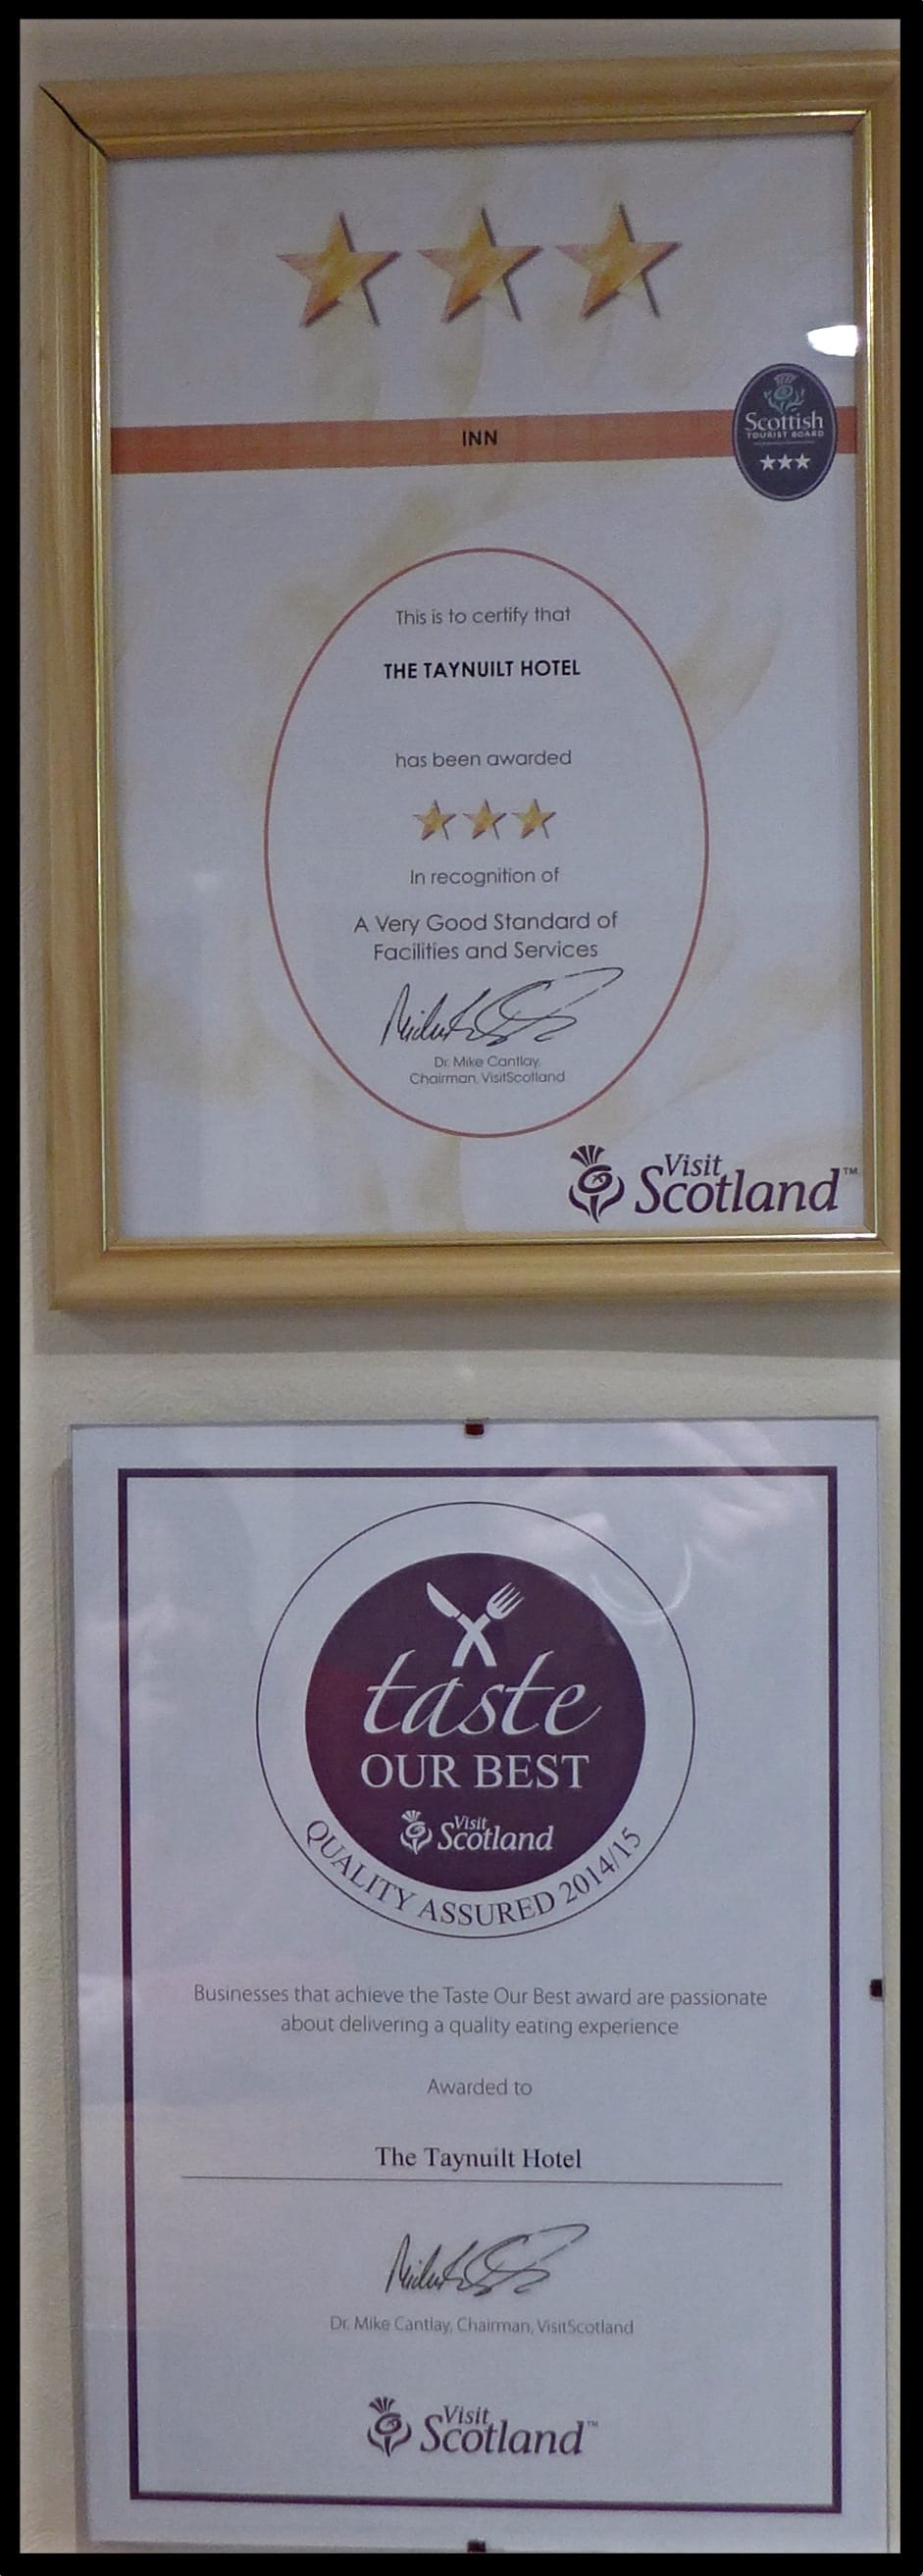 INN
Scottish
TOURIST BOARD
This is to certify that
THE TAYNUILT HOTEL
has been awarded
In recognition of
A Very Good Standard of
Facilities and Services
Dr. Mike Cantlay,
Chairman, VisitScotland
Visit
Scotland™
taste
OUR BEST
Visit
Scotland
QUALITY ASSURED 2014/15
Businesses that achieve the Taste Our Best award are passionate
about delivering a quality eating experience
Awarded to
The Taynuilt Hotel
Dr. Mike Cantlay, Chairman, VisitScotland
Visit
Scotland™